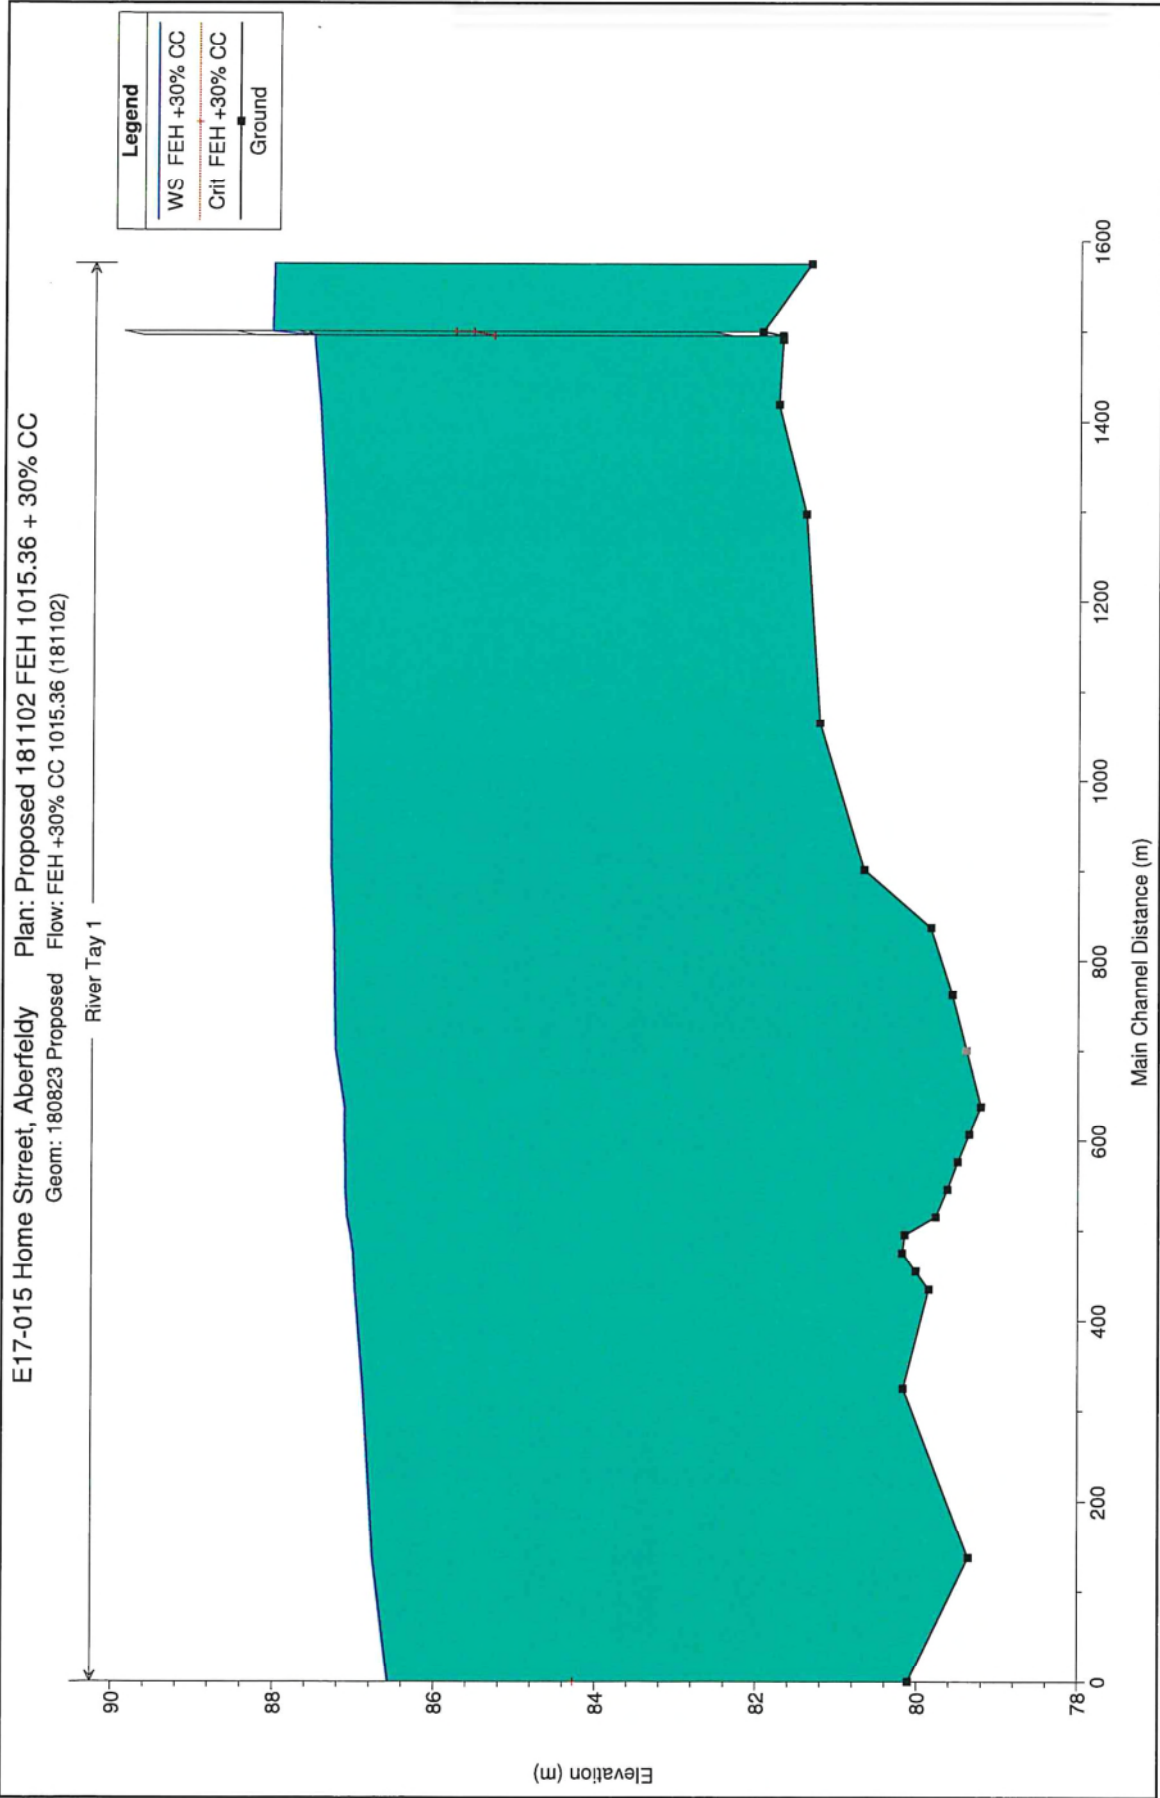 E17-015 Home Strreet, Aberfeldy Plan: Proposed 181102 FEH 1015.36 + 30% CC
Geom: 180823 Proposed Flow: FEH +30% CC 1015.36 (181102)
River Tay 1
Legend
WS FEH +30% CC
Crit FEH +30% CC
Ground
Elevation (m)
90
88
86
84
82
80
78
0
200
400
600
800
1000
1200
1400
1600
Main Channel Distance (m)